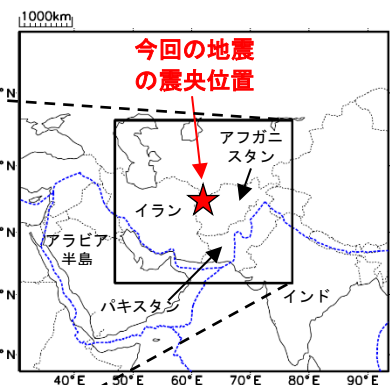 1000km
今回の地震
の震央位置
アフガニ
スタン
イラン
アラビア
半島
パキスタン
インド
N
N
N
N
N
40°E
50°E
60°E
70°E
80°E
90°E